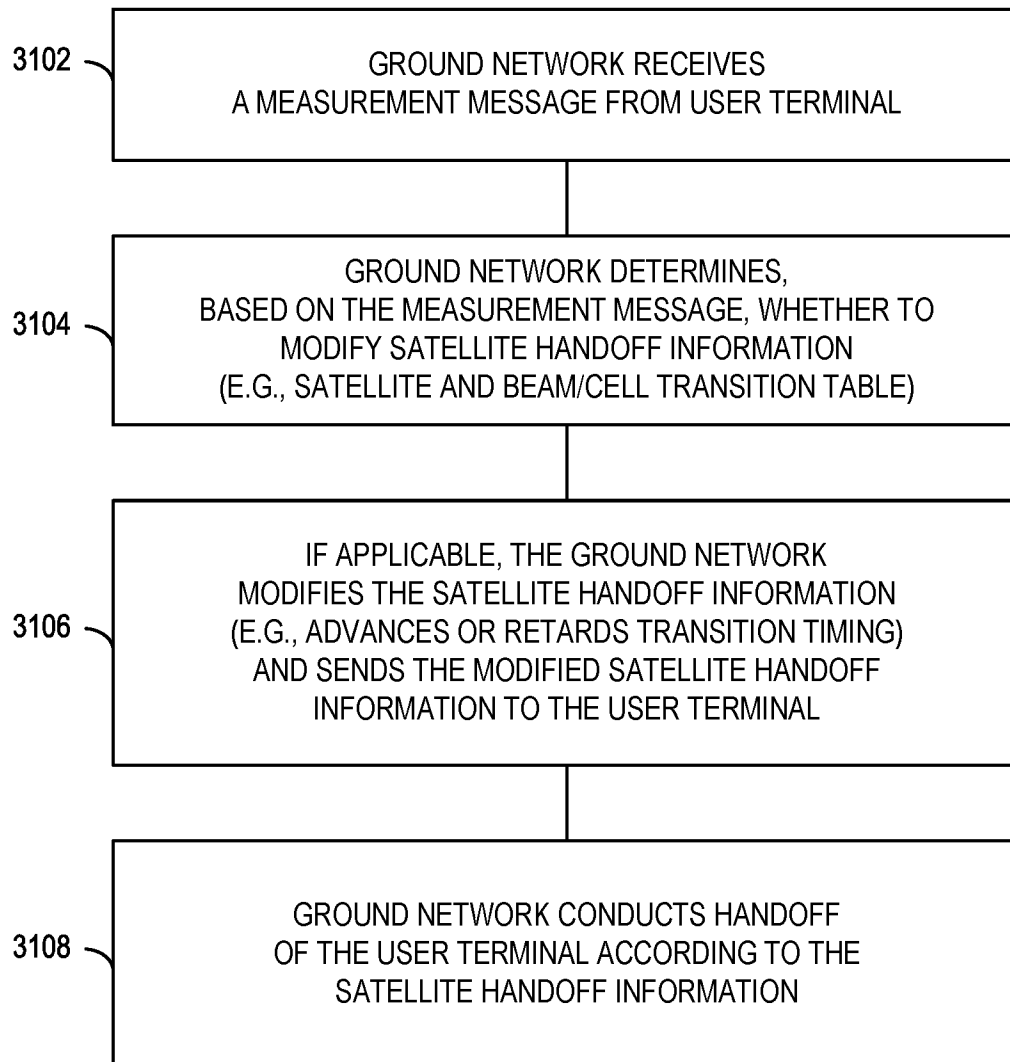 3102
GROUND NETWORK RECEIVES
A MEASUREMENT MESSAGE FROM USER TERMINAL
3104
GROUND NETWORK DETERMINES,
BASED ON THE MEASUREMENT MESSAGE, WHETHER TO
MODIFY SATELLITE HANDOFF INFORMATION
(E.G., SATELLITE AND BEAM/CELL TRANSITION TABLE)
3106
IF APPLICABLE, THE GROUND NETWORK
MODIFIES THE SATELLITE HANDOFF INFORMATION
(E.G., ADVANCES OR RETARDS TRANSITION TIMING)
AND SENDS THE MODIFIED SATELLITE HANDOFF
INFORMATION TO THE USER TERMINAL
3108
GROUND NETWORK CONDUCTS HANDOFF
OF THE USER TERMINAL ACCORDING TO THE
SATELLITE HANDOFF INFORMATION